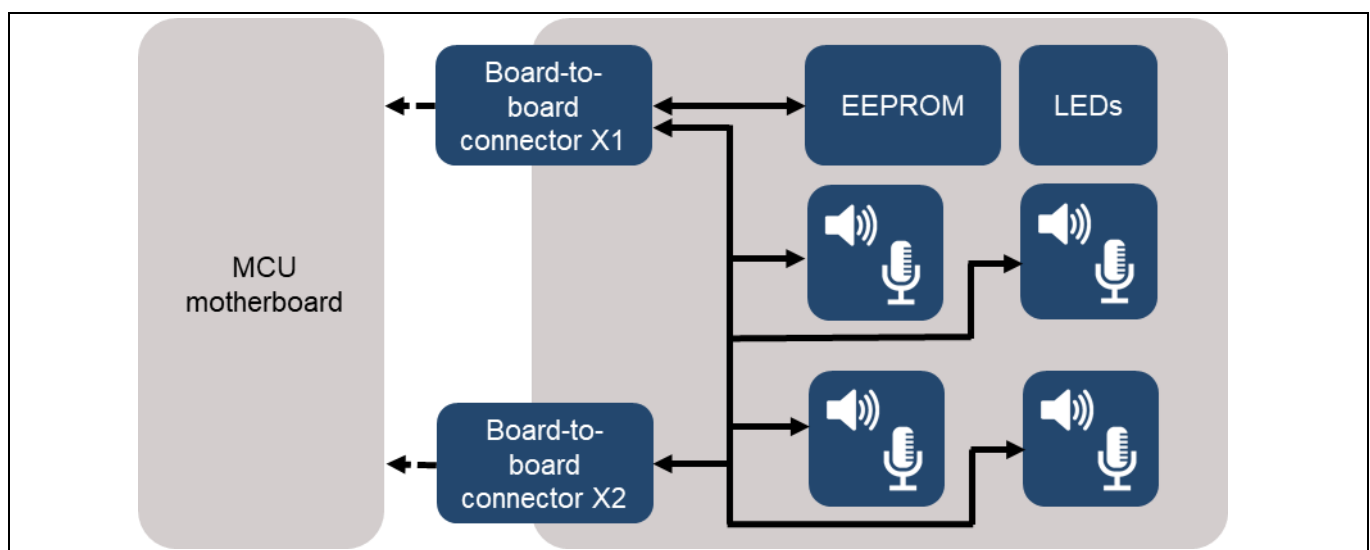 Board-to-
board
connector X1
EEPROM
LEDs
MCU
motherboard
Board-to-
board
connector X2